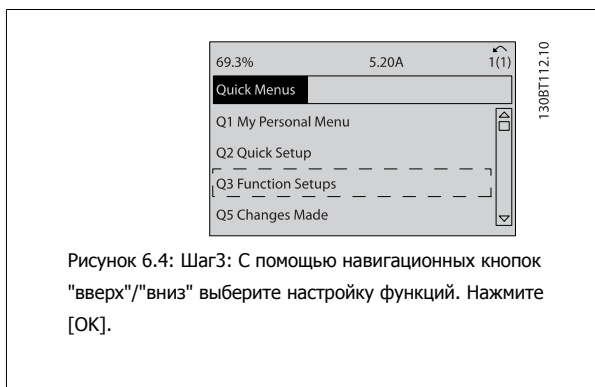 69.3% 5.20A 1(1)
Quick Menus
Q1 My Personal Menu
Q2 Quick Setup
Q3 Function Setups
Q5 Changes Made
130BT112.10
Рисунок 6.4: Шаг3: С помощью навигационных кнопок
"вверх"/"вниз" выберите настройку функций. Нажмите
[OK].